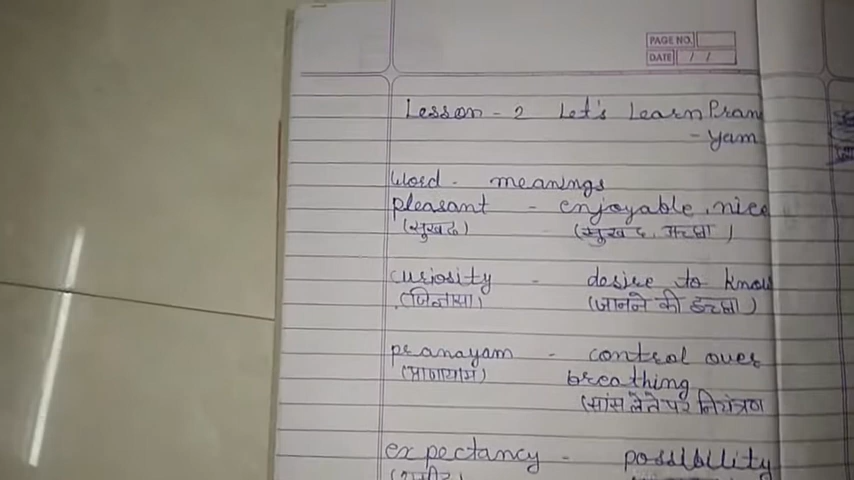 PAGE NO.
DATE / /
Lesson - 2 Let's Learn Pran
- Yam
Word - meanings
pleasant - enjoyable, nice
(सुखद) (सुखद, अच्छा)
curiosity - desire to know
(जिज्ञासा) (जानने की इच्छा)
pranayam - control over
(प्राणायाम) breathing
(सांस लेने पर नियंत्रण
expectancy - possibility